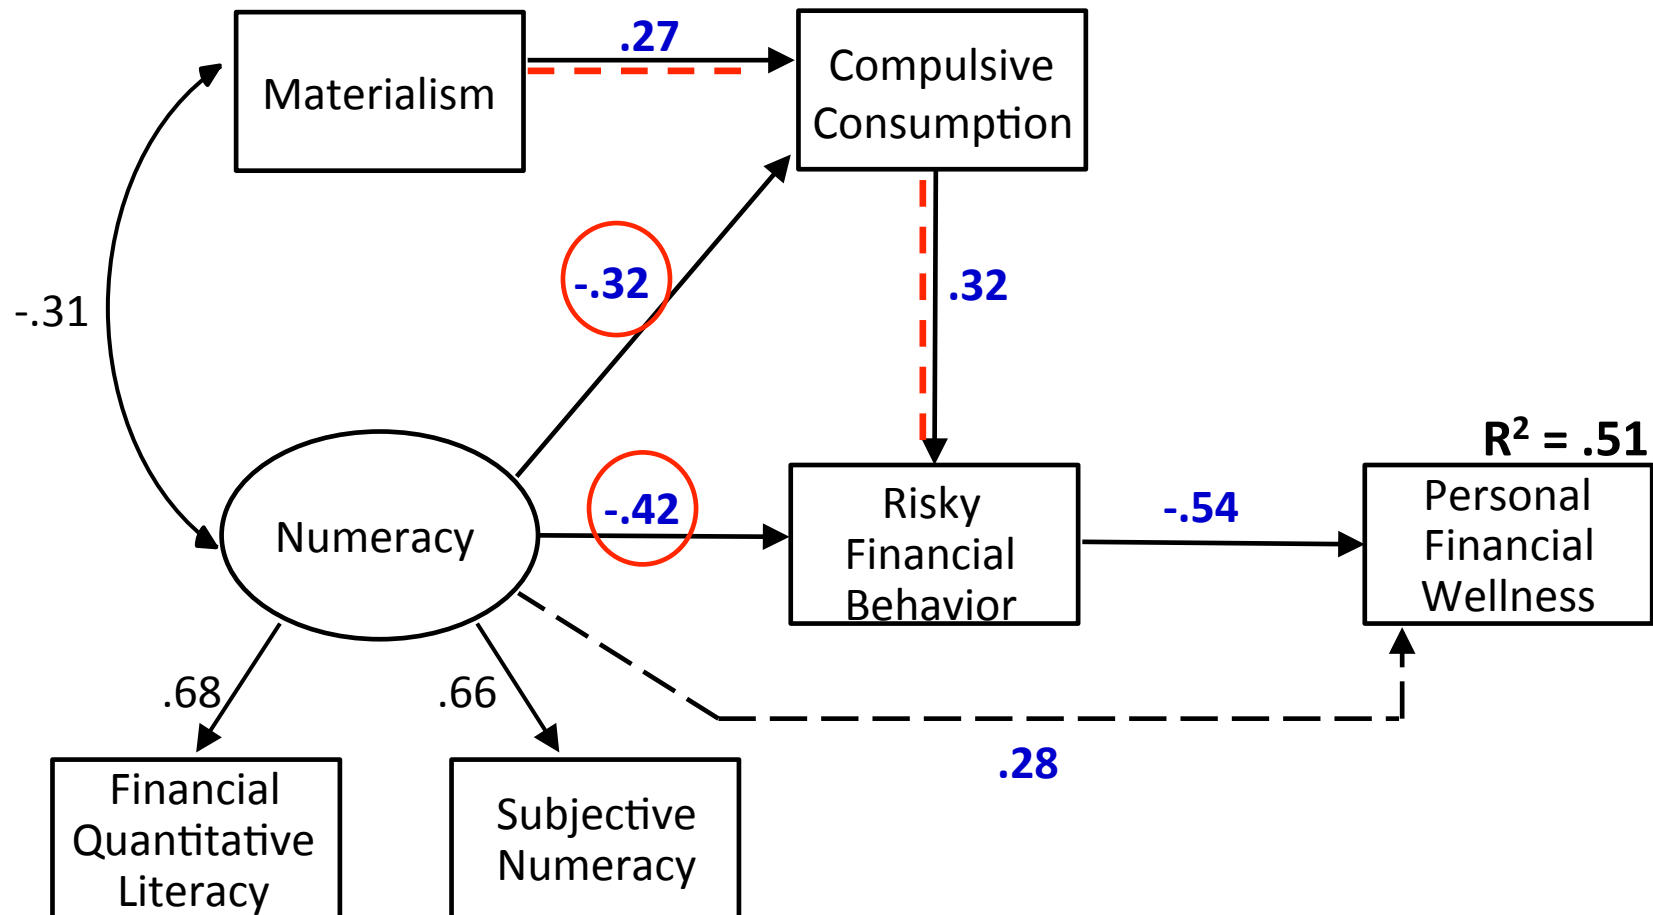 .27
Materialism
Compulsive
Consumption
-.32
.32
-.31
R² = .51
Numeracy
-.42
Risky
Financial
Behavior
-.54
Personal
Financial
Wellness
.68
.66
.28
Financial
Quantitative
Literacy
Subjective
Numeracy